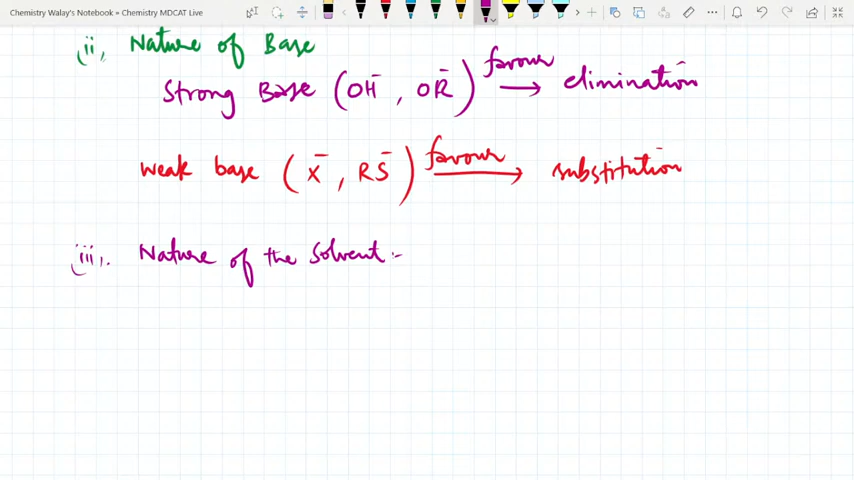 Chemistry Walay's Notebook » Chemistry MDCAT Live
(ii) Nature of Base
Strong Base (OH⁻, OR⁻) favour → elimination
weak base (X⁻, RS⁻) favour → substitution
(iii). Nature of the solvent :-